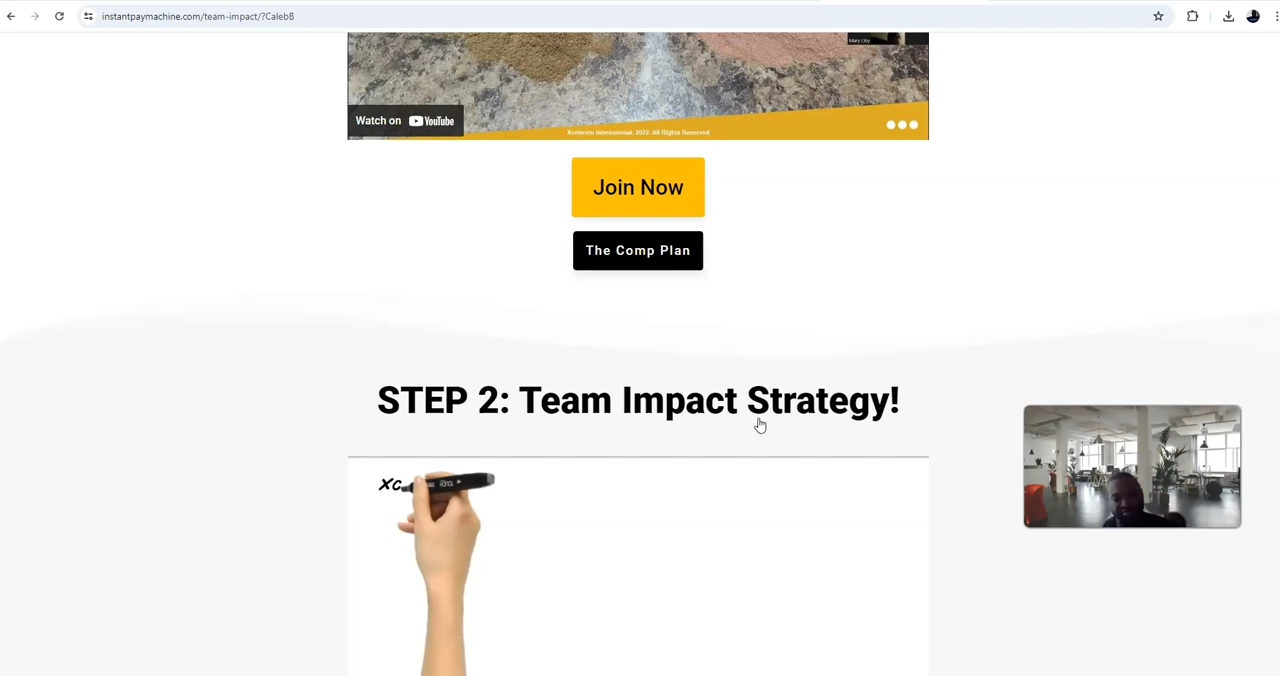 instantpaymachine.com/team-impact/?CalebB
Mary Lloy
Watch on YouTube
Xcelerate International. 2022. All Rights Reserved
Join Now
The Comp Plan
STEP 2: Team Impact Strategy!
Xc